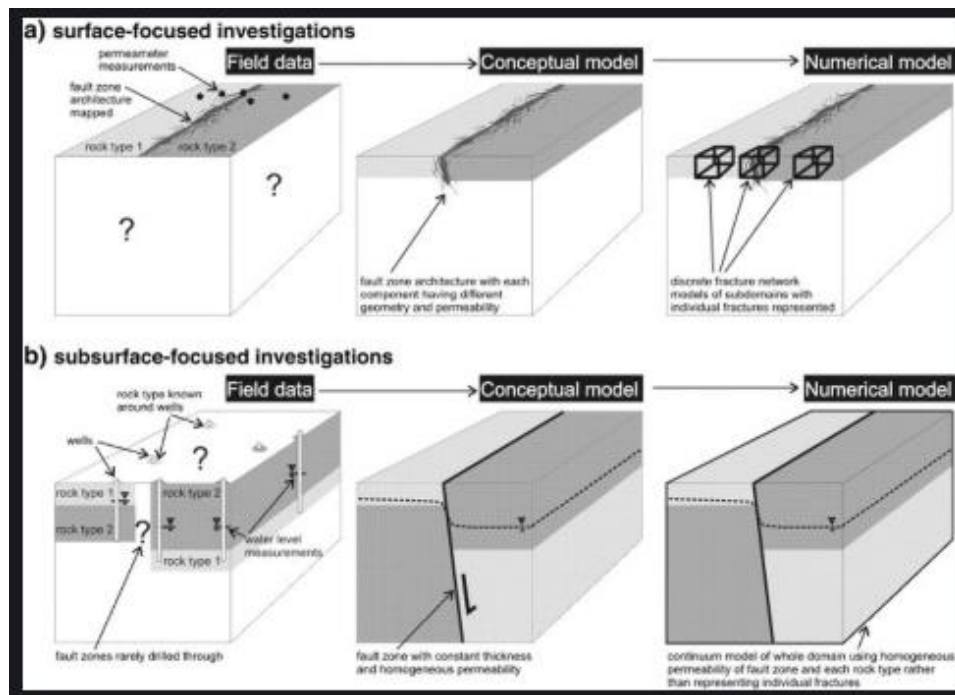 a) surface-focused investigations
permeameter
measurements
Field data
Conceptual model
Numerical model
fault zone
architecture
mapped
rock type 1
rock type 2
?
?
fault zone architecture with each
component having different
geometry and permeability
discrete fracture network
models of subdomains with
individual fractures represented
b) subsurface-focused investigations
rock type known
around wells
Field data
Conceptual model
Numerical model
wells
?
rock type 1
rock type 2
rock type 2
?
water level
measurements
rock type 1
fault zones rarely drilled through
fault zone with constant thickness
and homogeneous permeability
continuum model of whole domain using homogeneous
permeability of fault zone and each rock type rather
than representing individual fractures